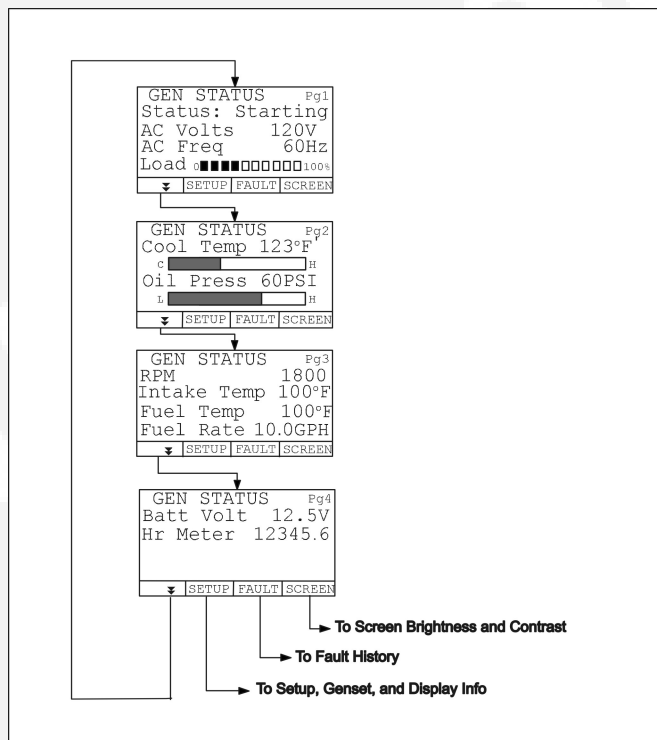 GEN STATUS Pg1
Status: Starting
AC Volts 120V
AC Freq 60Hz
Load 0 100%
SETUP FAULT SCREEN
GEN STATUS Pg2
Cool Temp 123°F'
C H
Oil Press 60PSI
L H
SETUP FAULT SCREEN
GEN STATUS Pg3
RPM 1800
Intake Temp 100°F
Fuel Temp 100°F
Fuel Rate 10.0GPH
SETUP FAULT SCREEN
GEN STATUS Pg4
Batt Volt 12.5V
Hr Meter 12345.6
SETUP FAULT SCREEN
To Screen Brightness and Contrast
To Fault History
To Setup, Genset, and Display Info